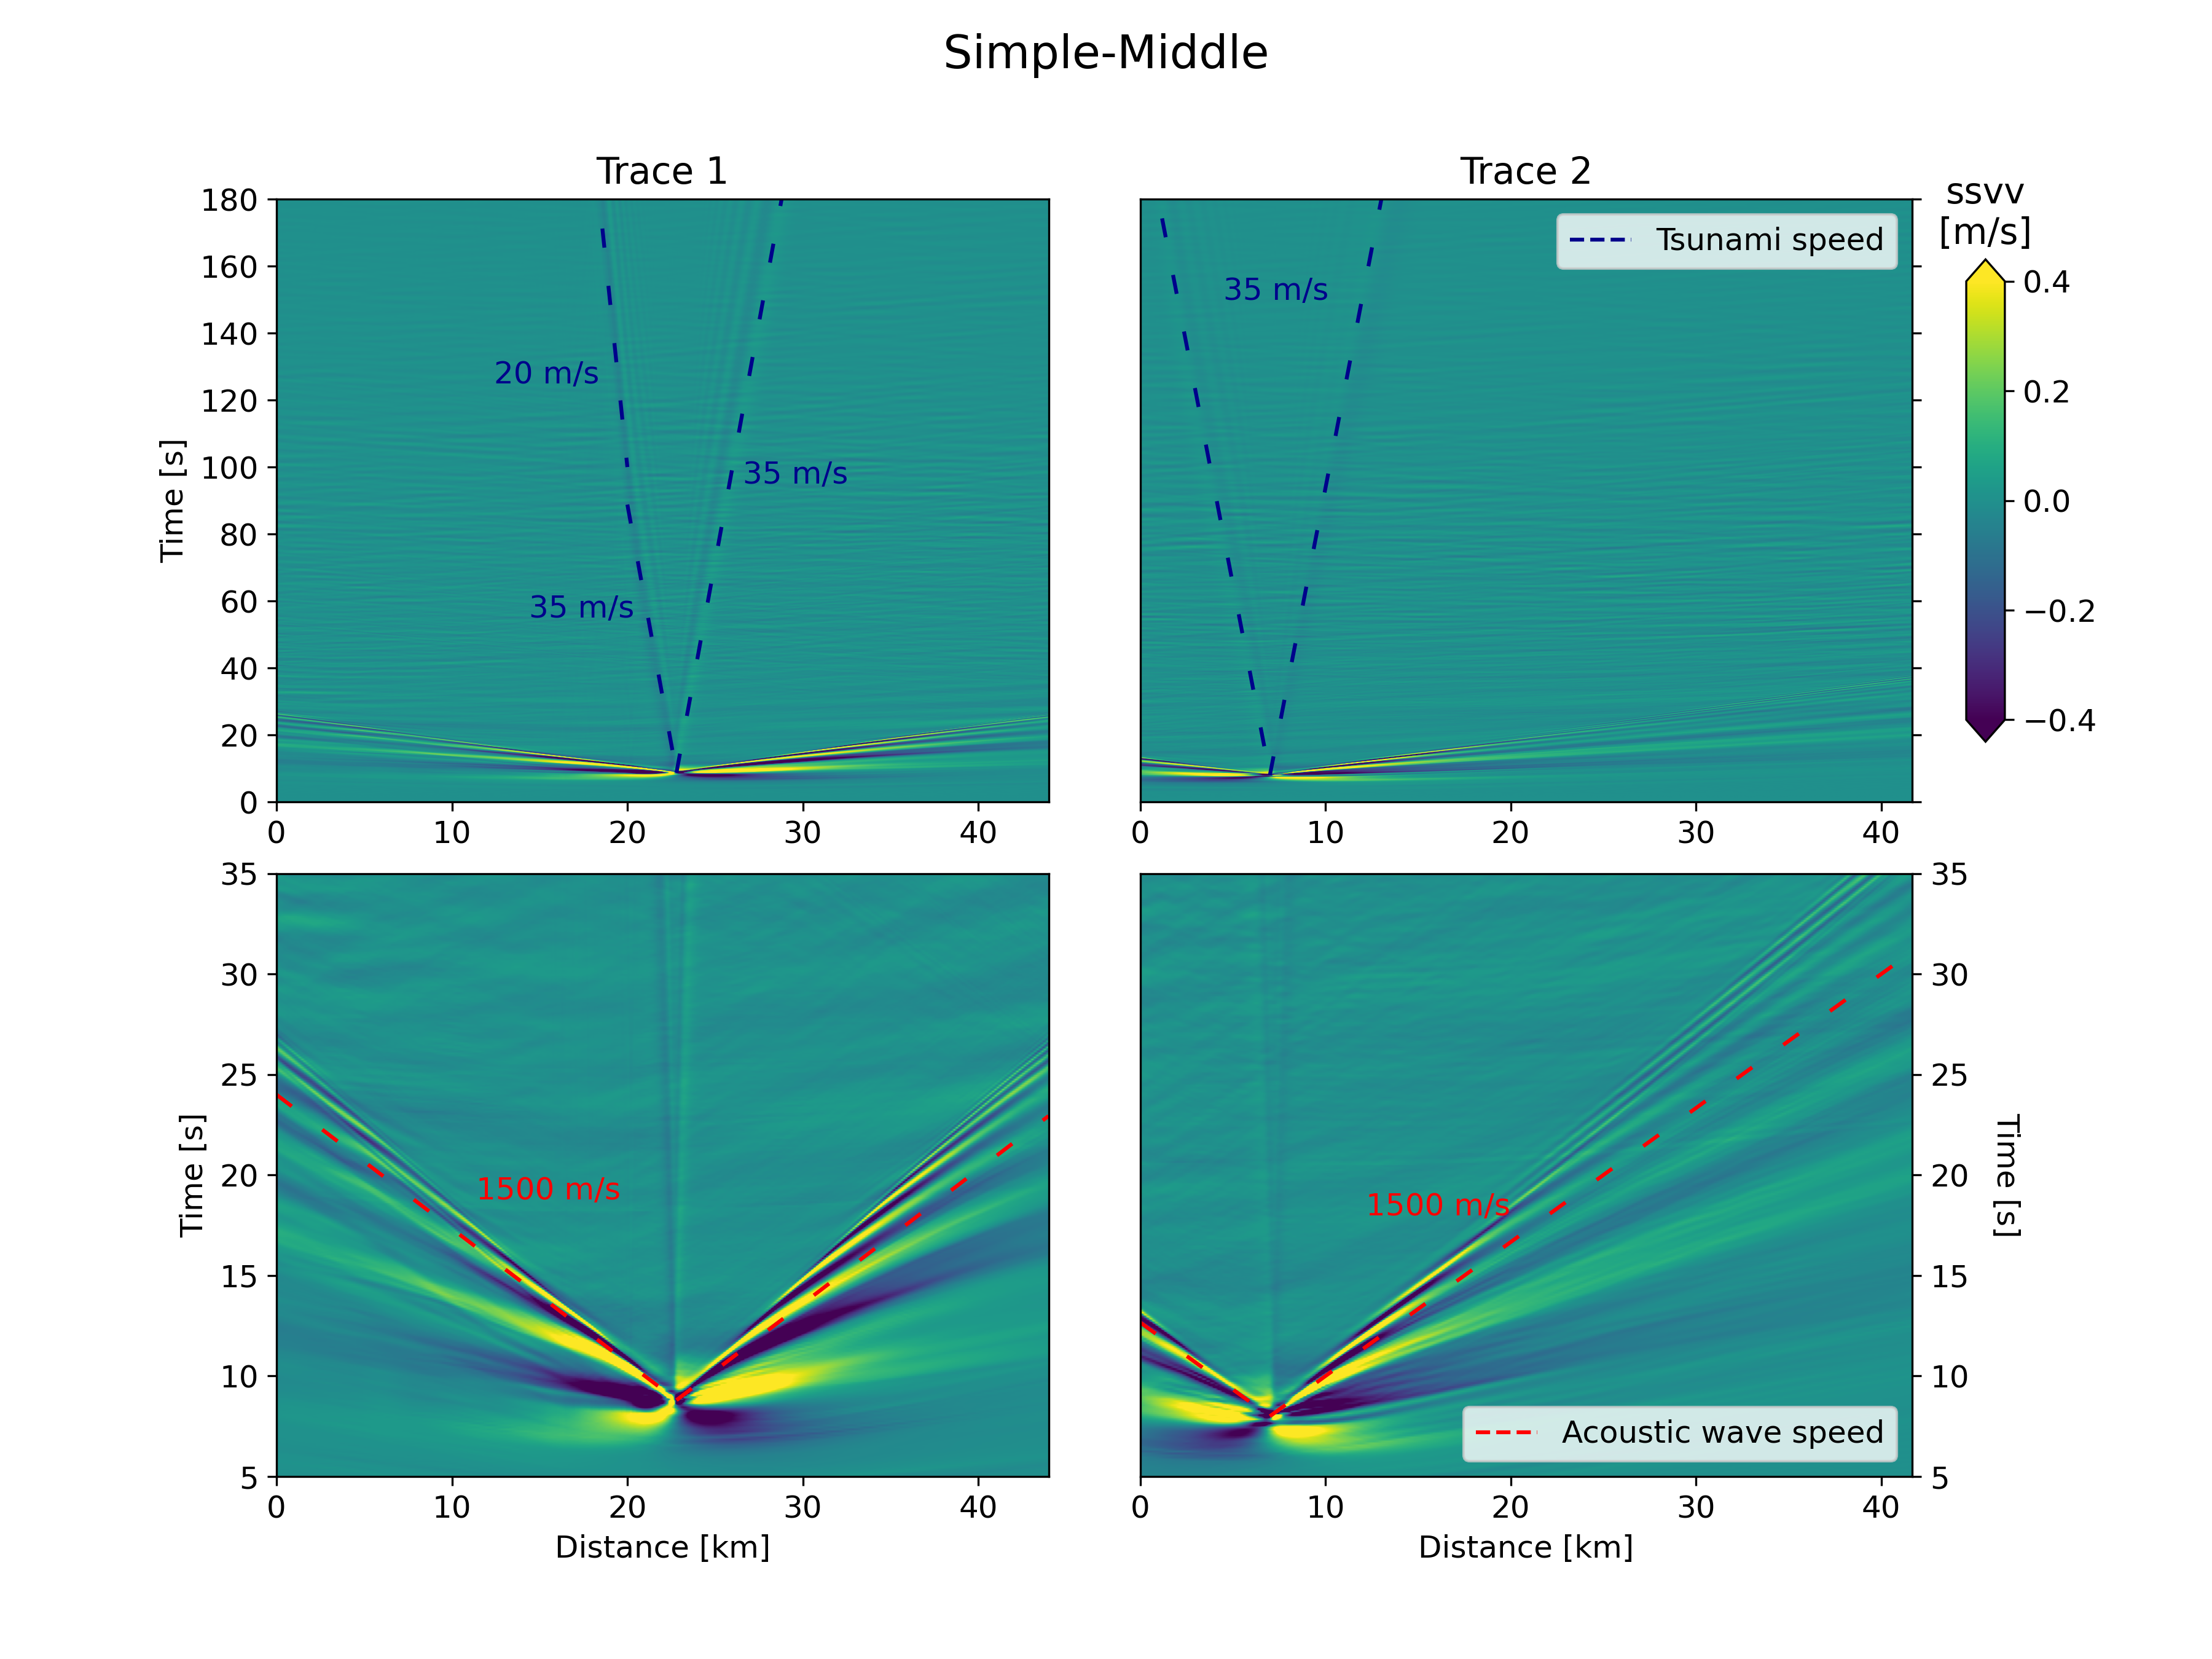 Simple-Middle
Trace 1
Trace 2
ssvv
[m/s]
180
160
140
120
100
80
60
40
20
0
Time [s]
20 m/s
35 m/s
35 m/s
0
10
20
30
40
Tsunami speed
35 m/s
0
10
20
30
40
0.4
0.2
0.0
−0.2
−0.4
35
30
25
20
15
10
5
Time [s]
1500 m/s
0
10
20
30
40
Distance [km]
1500 m/s
Acoustic wave speed
35
30
25
20
15
10
5
Time [s]
0
10
20
30
40
Distance [km]